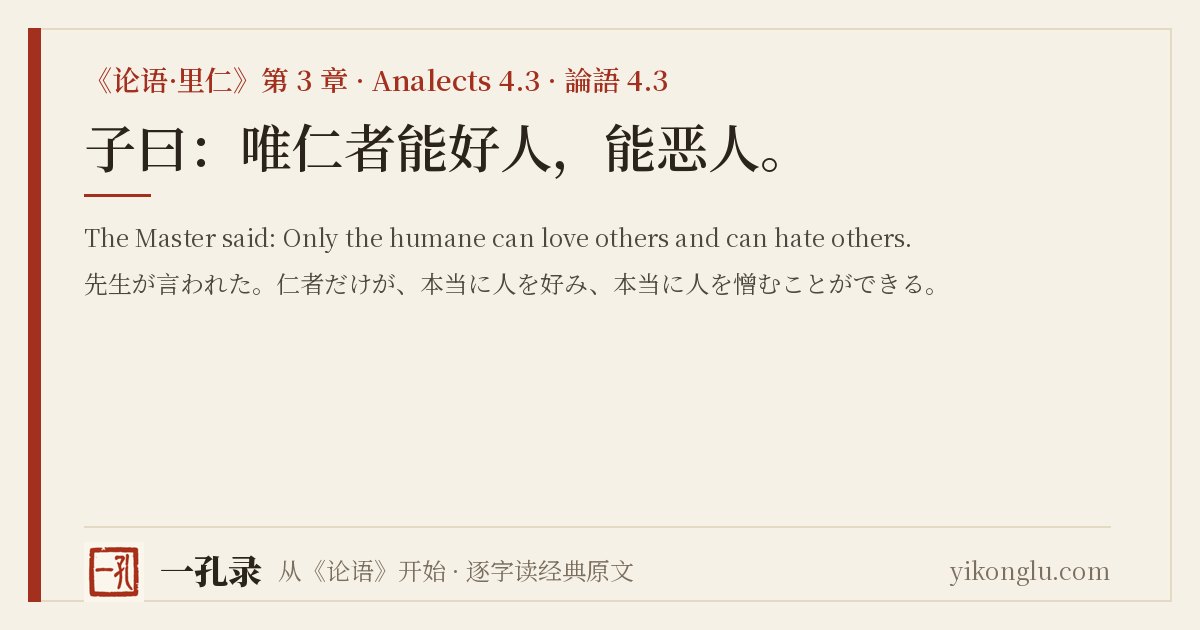 《论语·里仁》第 3 章 · Analects 4.3 · 論語 4.3
子曰：唯仁者能好人，能恶人。
The Master said: Only the humane can love others and can hate others.
先生が言われた。仁者だけが、本当に人を好み、本当に人を憎むことができる。
一孔
一孔录 从《论语》开始 · 逐字读经典原文 yikonglu.com